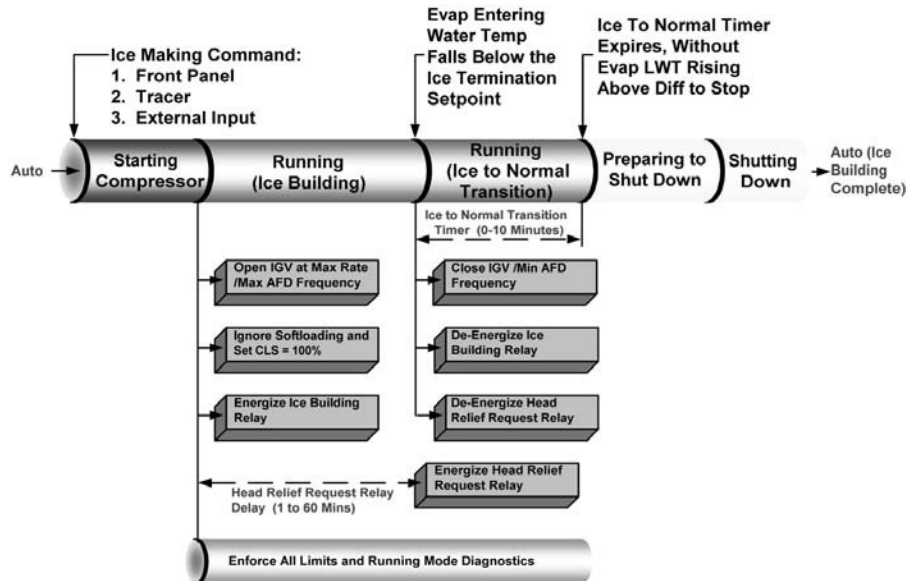 Ice Making Command:
1. Front Panel
2. Tracer
3. External Input
Evap Entering
Water Temp
Falls Below the
Ice Termination
Setpoint
Ice To Normal Timer
Expires, Without
Evap LWT Rising
Above Diff to Stop
Auto
Starting
Compressor
Running
(Ice Building)
Running
(Ice to Normal
Transition)
Preparing to
Shut Down
Shutting
Down
Auto (Ice
Building
Complete)
Ice to Normal Transition
Timer (0-10 Minutes)
Open IGV at Max Rate
/Max AFD Frequency
Close IGV /Min AFD
Frequency
Ignore Softloading and
Set CLS = 100%
De-Energize Ice
Building Relay
Energize Ice Building
Relay
De-Energize Head
Relief Request Relay
Head Relief Request Relay
Delay (1 to 60 Mins)
Energize Head Relief
Request Relay
Enforce All Limits and Running Mode Diagnostics